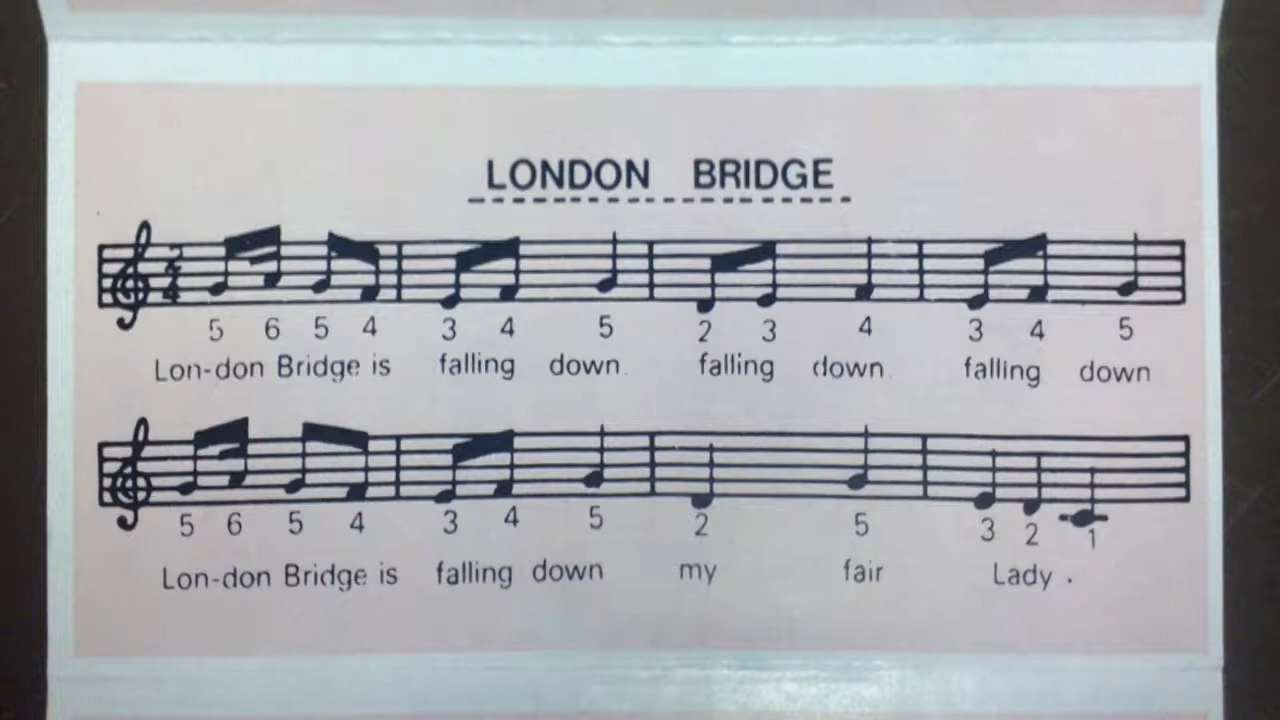 LONDON BRIDGE
2 4
5 6 5 4 3 4 5 2 3 4 3 4 5
Lon-don Bridge is falling down. falling down falling down
5 6 5 4 3 4 5 2 5 3 2 1
Lon-don Bridge is falling down my fair Lady .